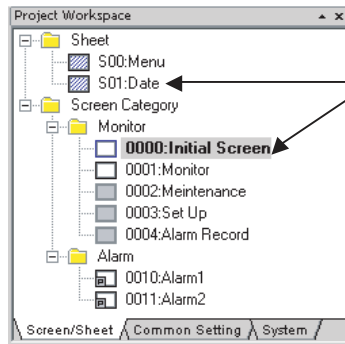 Project Workspace
Sheet
S00:Menu
S01:Date
Screen Category
Monitor
0000:Initial Screen
0001:Monitor
0002:Meintenance
0003:Set Up
0004:Alarm Record
Alarm
0010:Alarm1
0011:Alarm2
Screen/Sheet Common Setting System